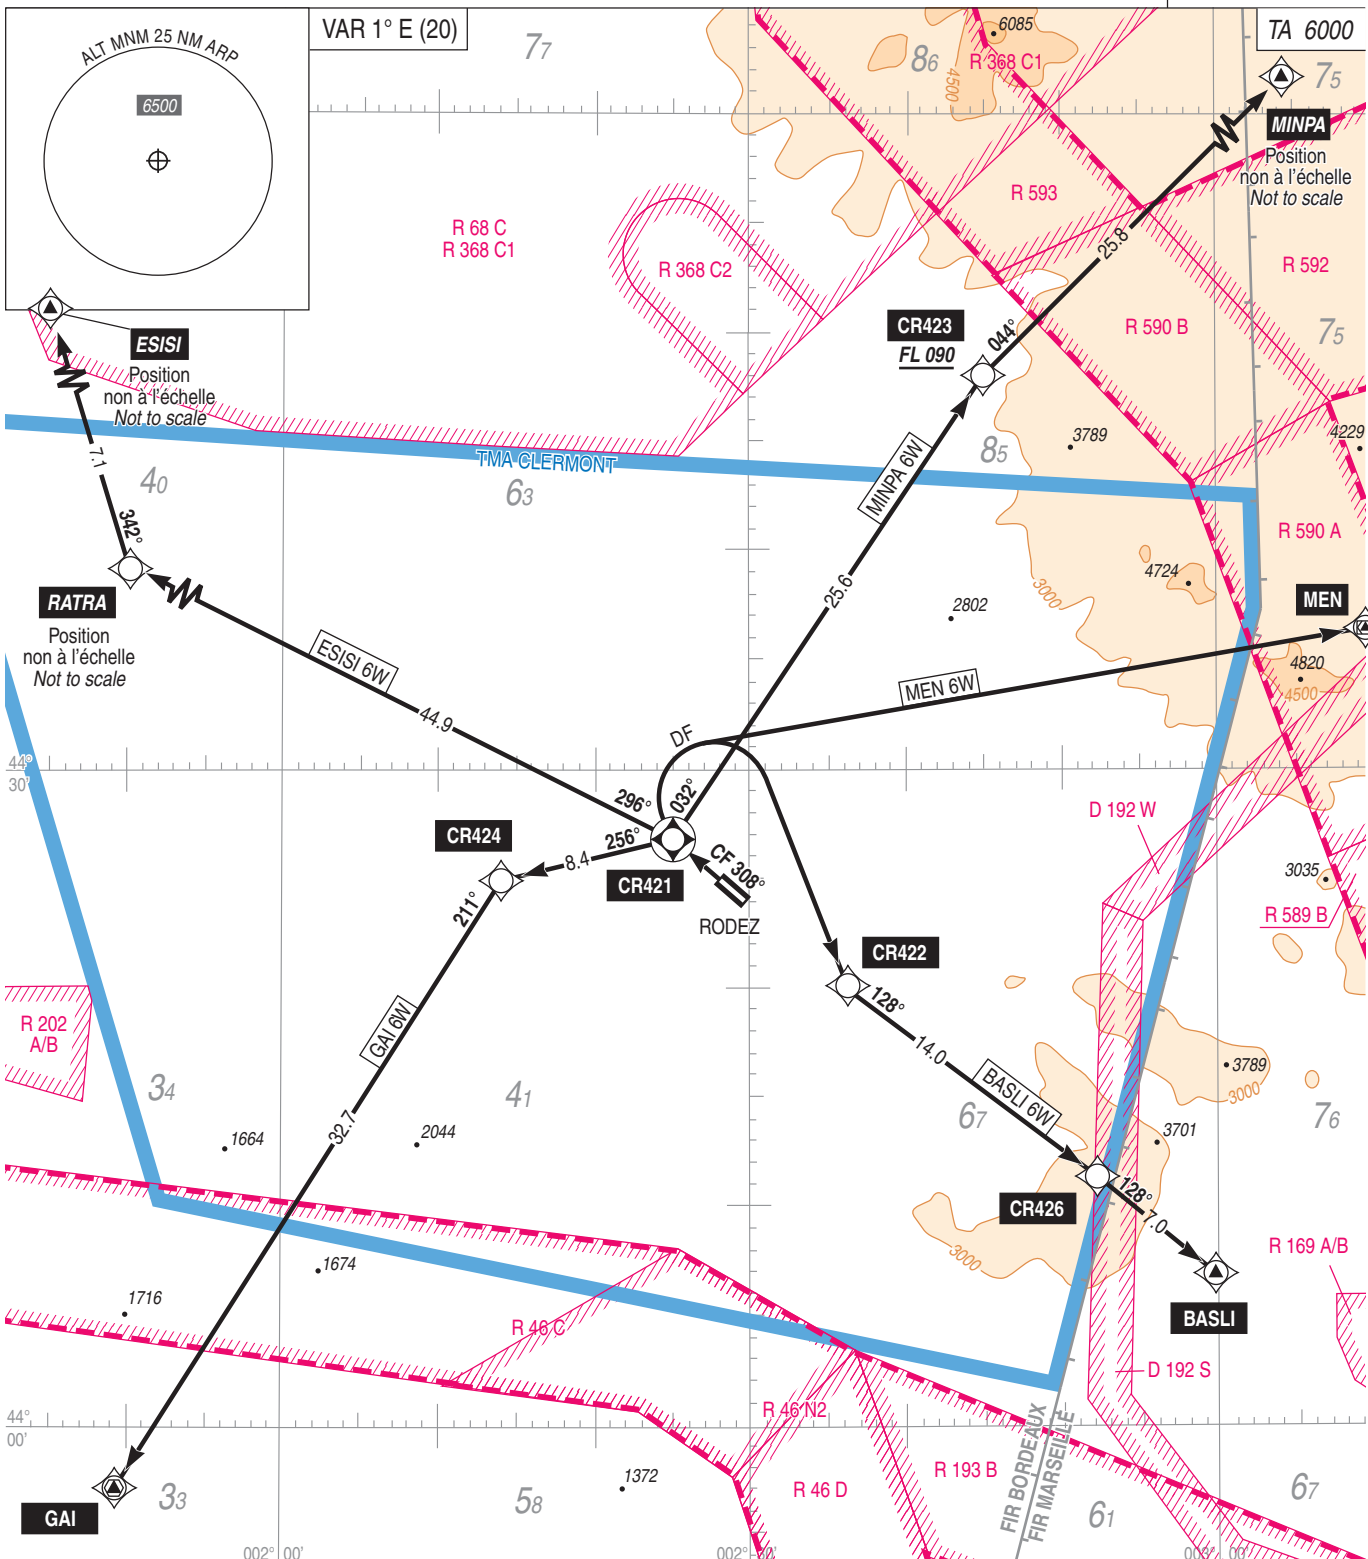 VAR 1° E (20)
TA 6000
ALT MNM 25 NM ARP
6500
77
86
6085
R 368 C1
4500
75
MINPA
Position
non à l'échelle
Not to scale
R 68 C
R 368 C1
R 593
R 368 C2
25.8
R 592
ESISI
Position
non à l'échelle
Not to scale
CR423
FL 090
044°
R 590 B
75
TMA CLERMONT
7.1
40
63
MINPA 6W
85
3789
4229
342°
R 590 A
RATRA
Position
non à l'échelle
Not to scale
25.6
2802
3000
4724
MEN
ESISI 6W
44.9
MEN 6W
4820
4500
DF
44°
30'
296°
032°
CR424
256°
8.4
CR421
CF 308°
RODEZ
211°
D 192 W
3035
R 589 B
CR422
128°
14.0
R 202
A/B
GAI 6W
34
41
67
BASLI 6W
3789
3000
76
32.7
1664
2044
3701
CR426
128°
7.0
3000
R 169 A/B
1674
1716
BASLI
R 46 C
D 192 S
44°
00'
R 46 N2
FIR BORDEAUX
FIR MARSEILLE
R 193 B
R 46 D
GAI
33
58
1372
61
67
002° 00'
002° 30'
003° 00'